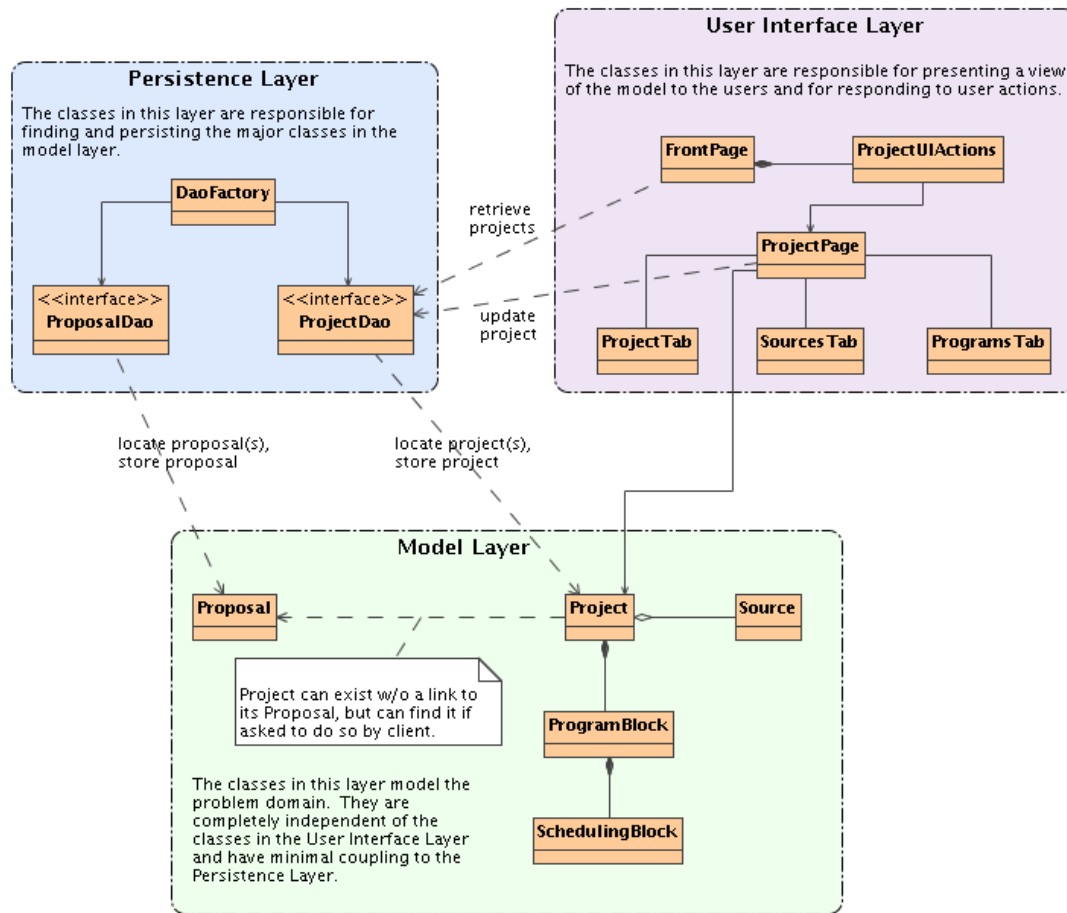 User Interface Layer
The classes in this layer are responsible for presenting a view
of the model to the users and for responding to user actions.
FrontPage
ProjectUIActions
ProjectPage
ProjectTab
SourcesTab
ProgramsTab
Persistence Layer
The classes in this layer are responsible for
finding and persisting the major classes in the
model layer.
DaoFactory
<<interface>>
ProposalDao
<<interface>>
ProjectDao
retrieve
projects
update
project
locate proposal(s),
store proposal
locate project(s),
store project
Model Layer
Proposal
Project
Source
Project can exist w/o a link to
its Proposal, but can find it if
asked to do so by client.
ProgramBlock
SchedulingBlock
The classes in this layer model the
problem domain.  They are
completely independent of the
classes in the User Interface Layer
and have minimal coupling to the
Persistence Layer.